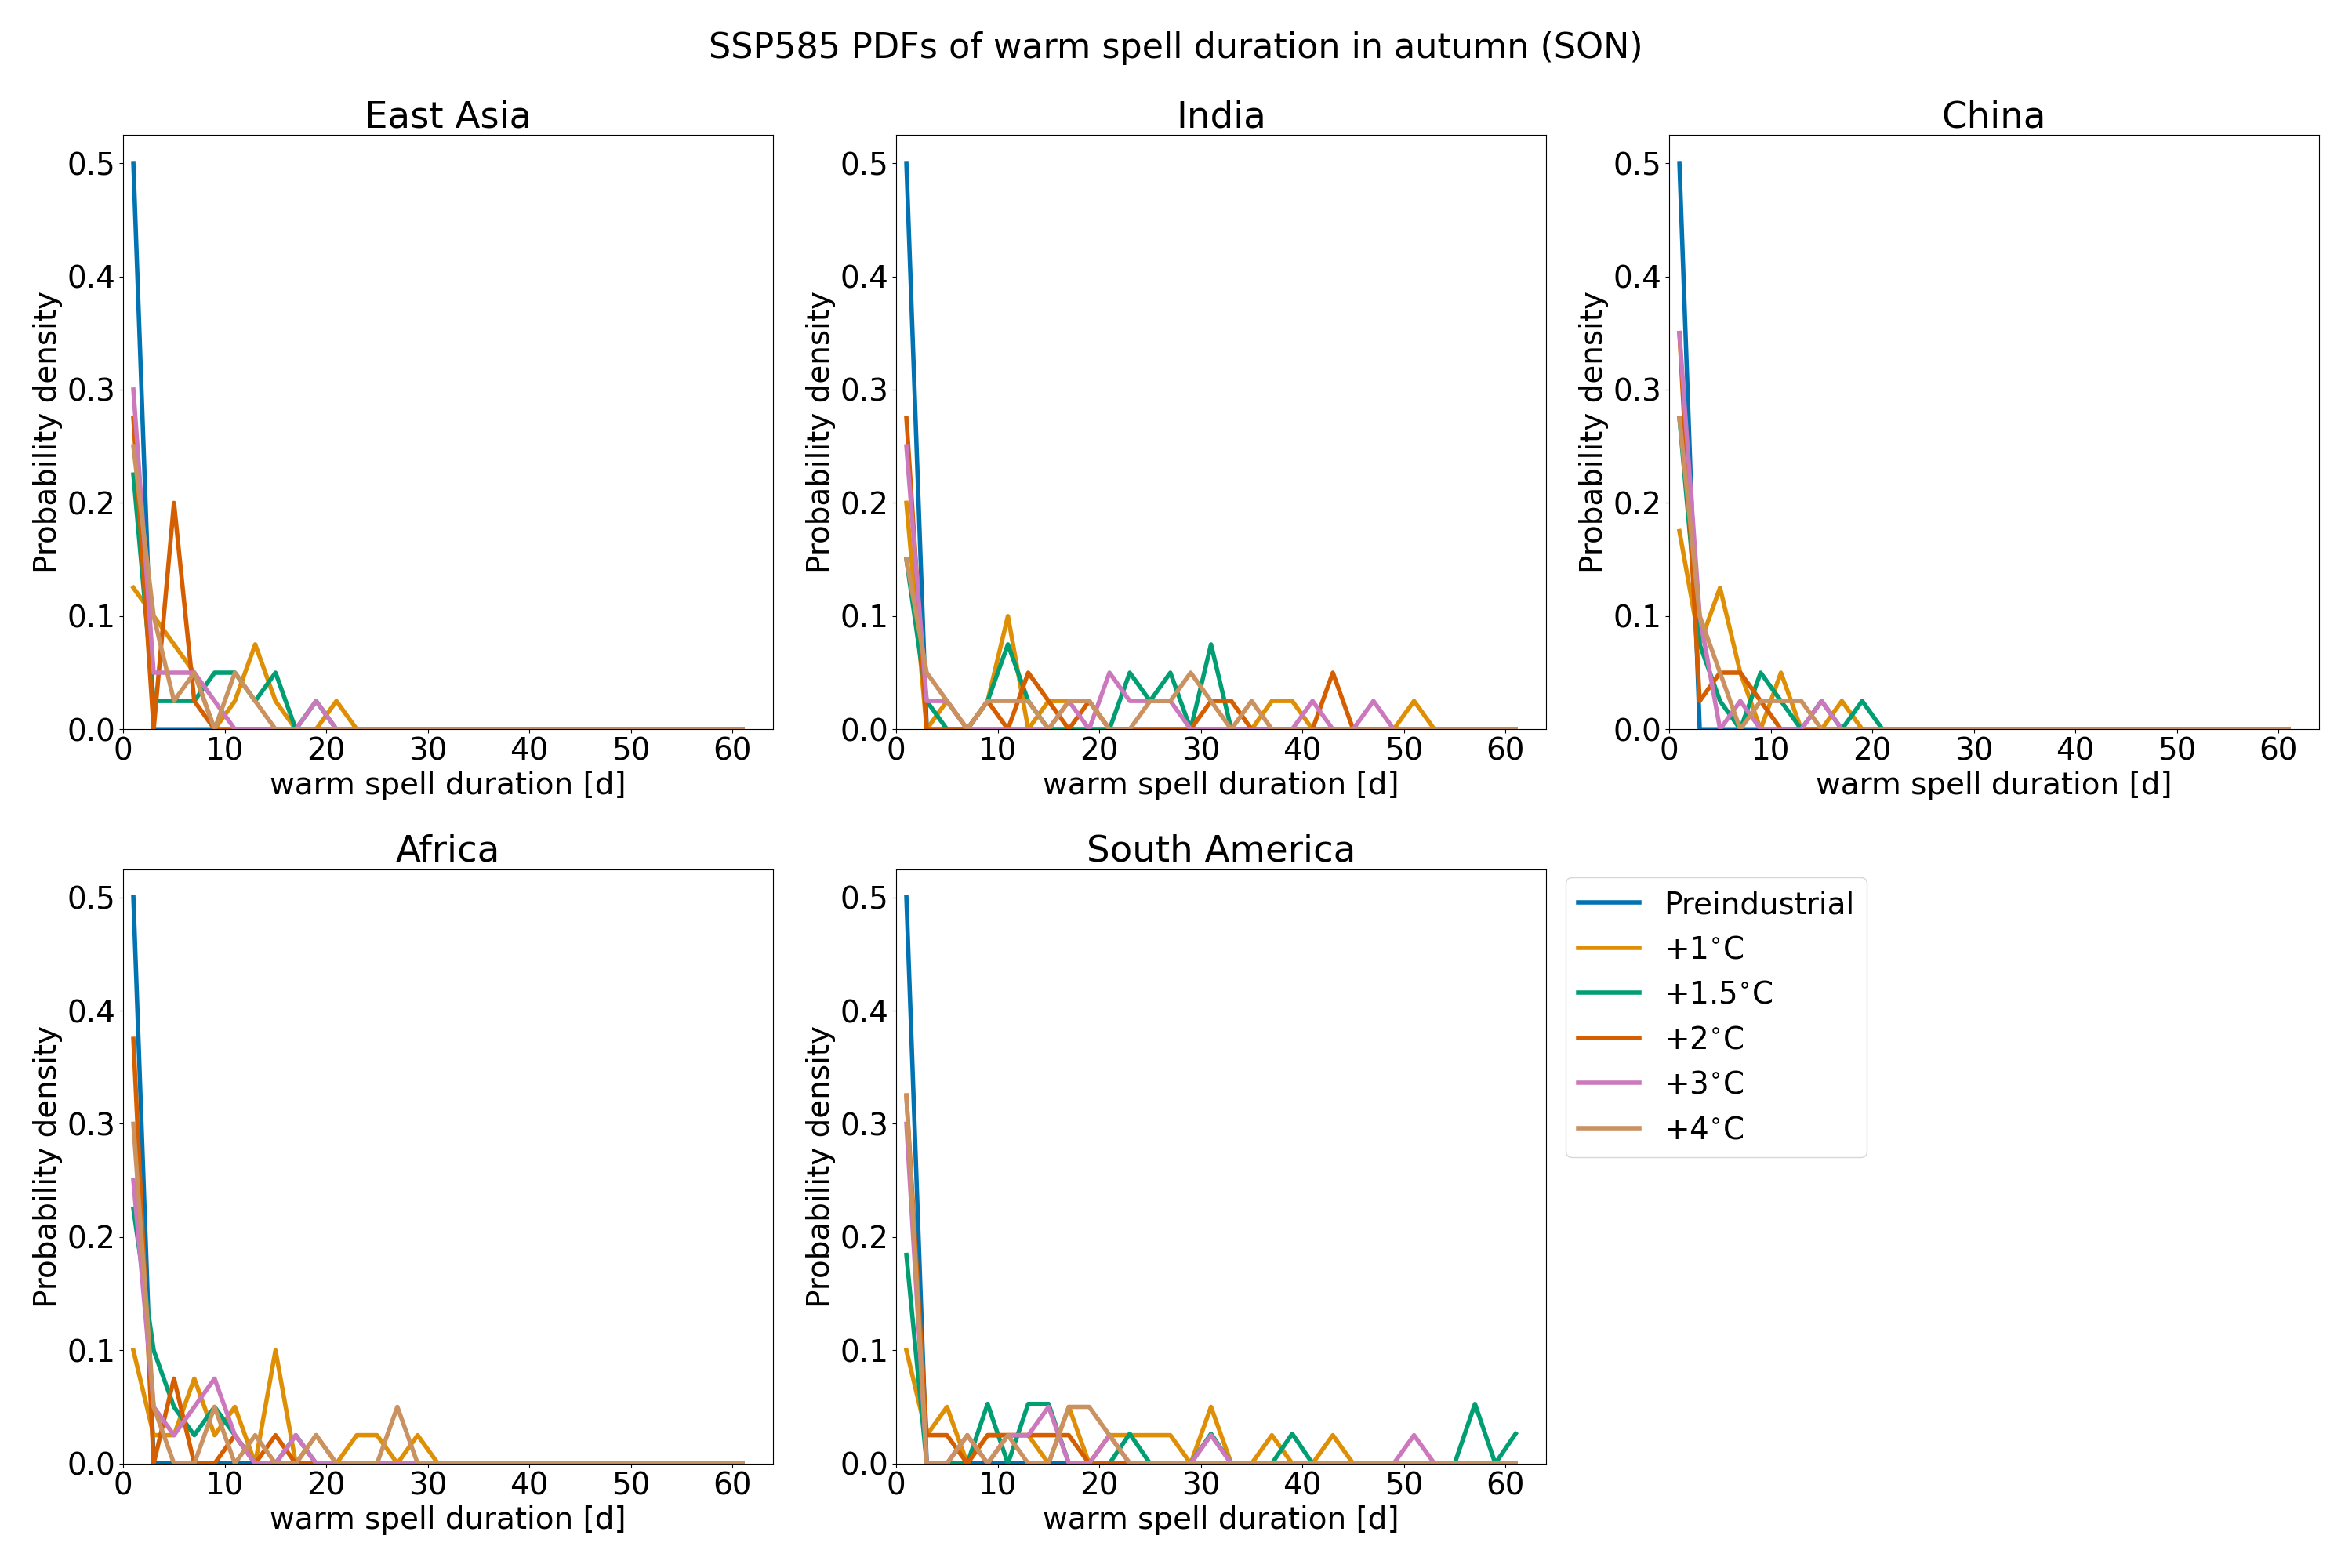 SSP585 PDFs of warm spell duration in autumn (SON)
East Asia
0.5
0.4
0.3
0.2
0.1
0.0
Probability density
0 10 20 30 40 50 60
warm spell duration [d]
India
0.5
0.4
0.3
0.2
0.1
0.0
Probability density
0 10 20 30 40 50 60
warm spell duration [d]
China
0.5
0.4
0.3
0.2
0.1
0.0
Probability density
0 10 20 30 40 50 60
warm spell duration [d]
Africa
0.5
0.4
0.3
0.2
0.1
0.0
Probability density
0 10 20 30 40 50 60
warm spell duration [d]
South America
0.5
0.4
0.3
0.2
0.1
0.0
Probability density
0 10 20 30 40 50 60
warm spell duration [d]
Preindustrial
+1°C
+1.5°C
+2°C
+3°C
+4°C